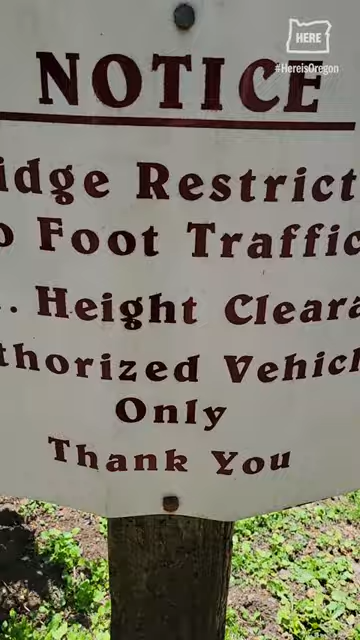 HERE
#HereisOregon
NOTICE
idge Restrict
o Foot Traffic
. Height Cleara
thorized Vehicl
Only
Thank You